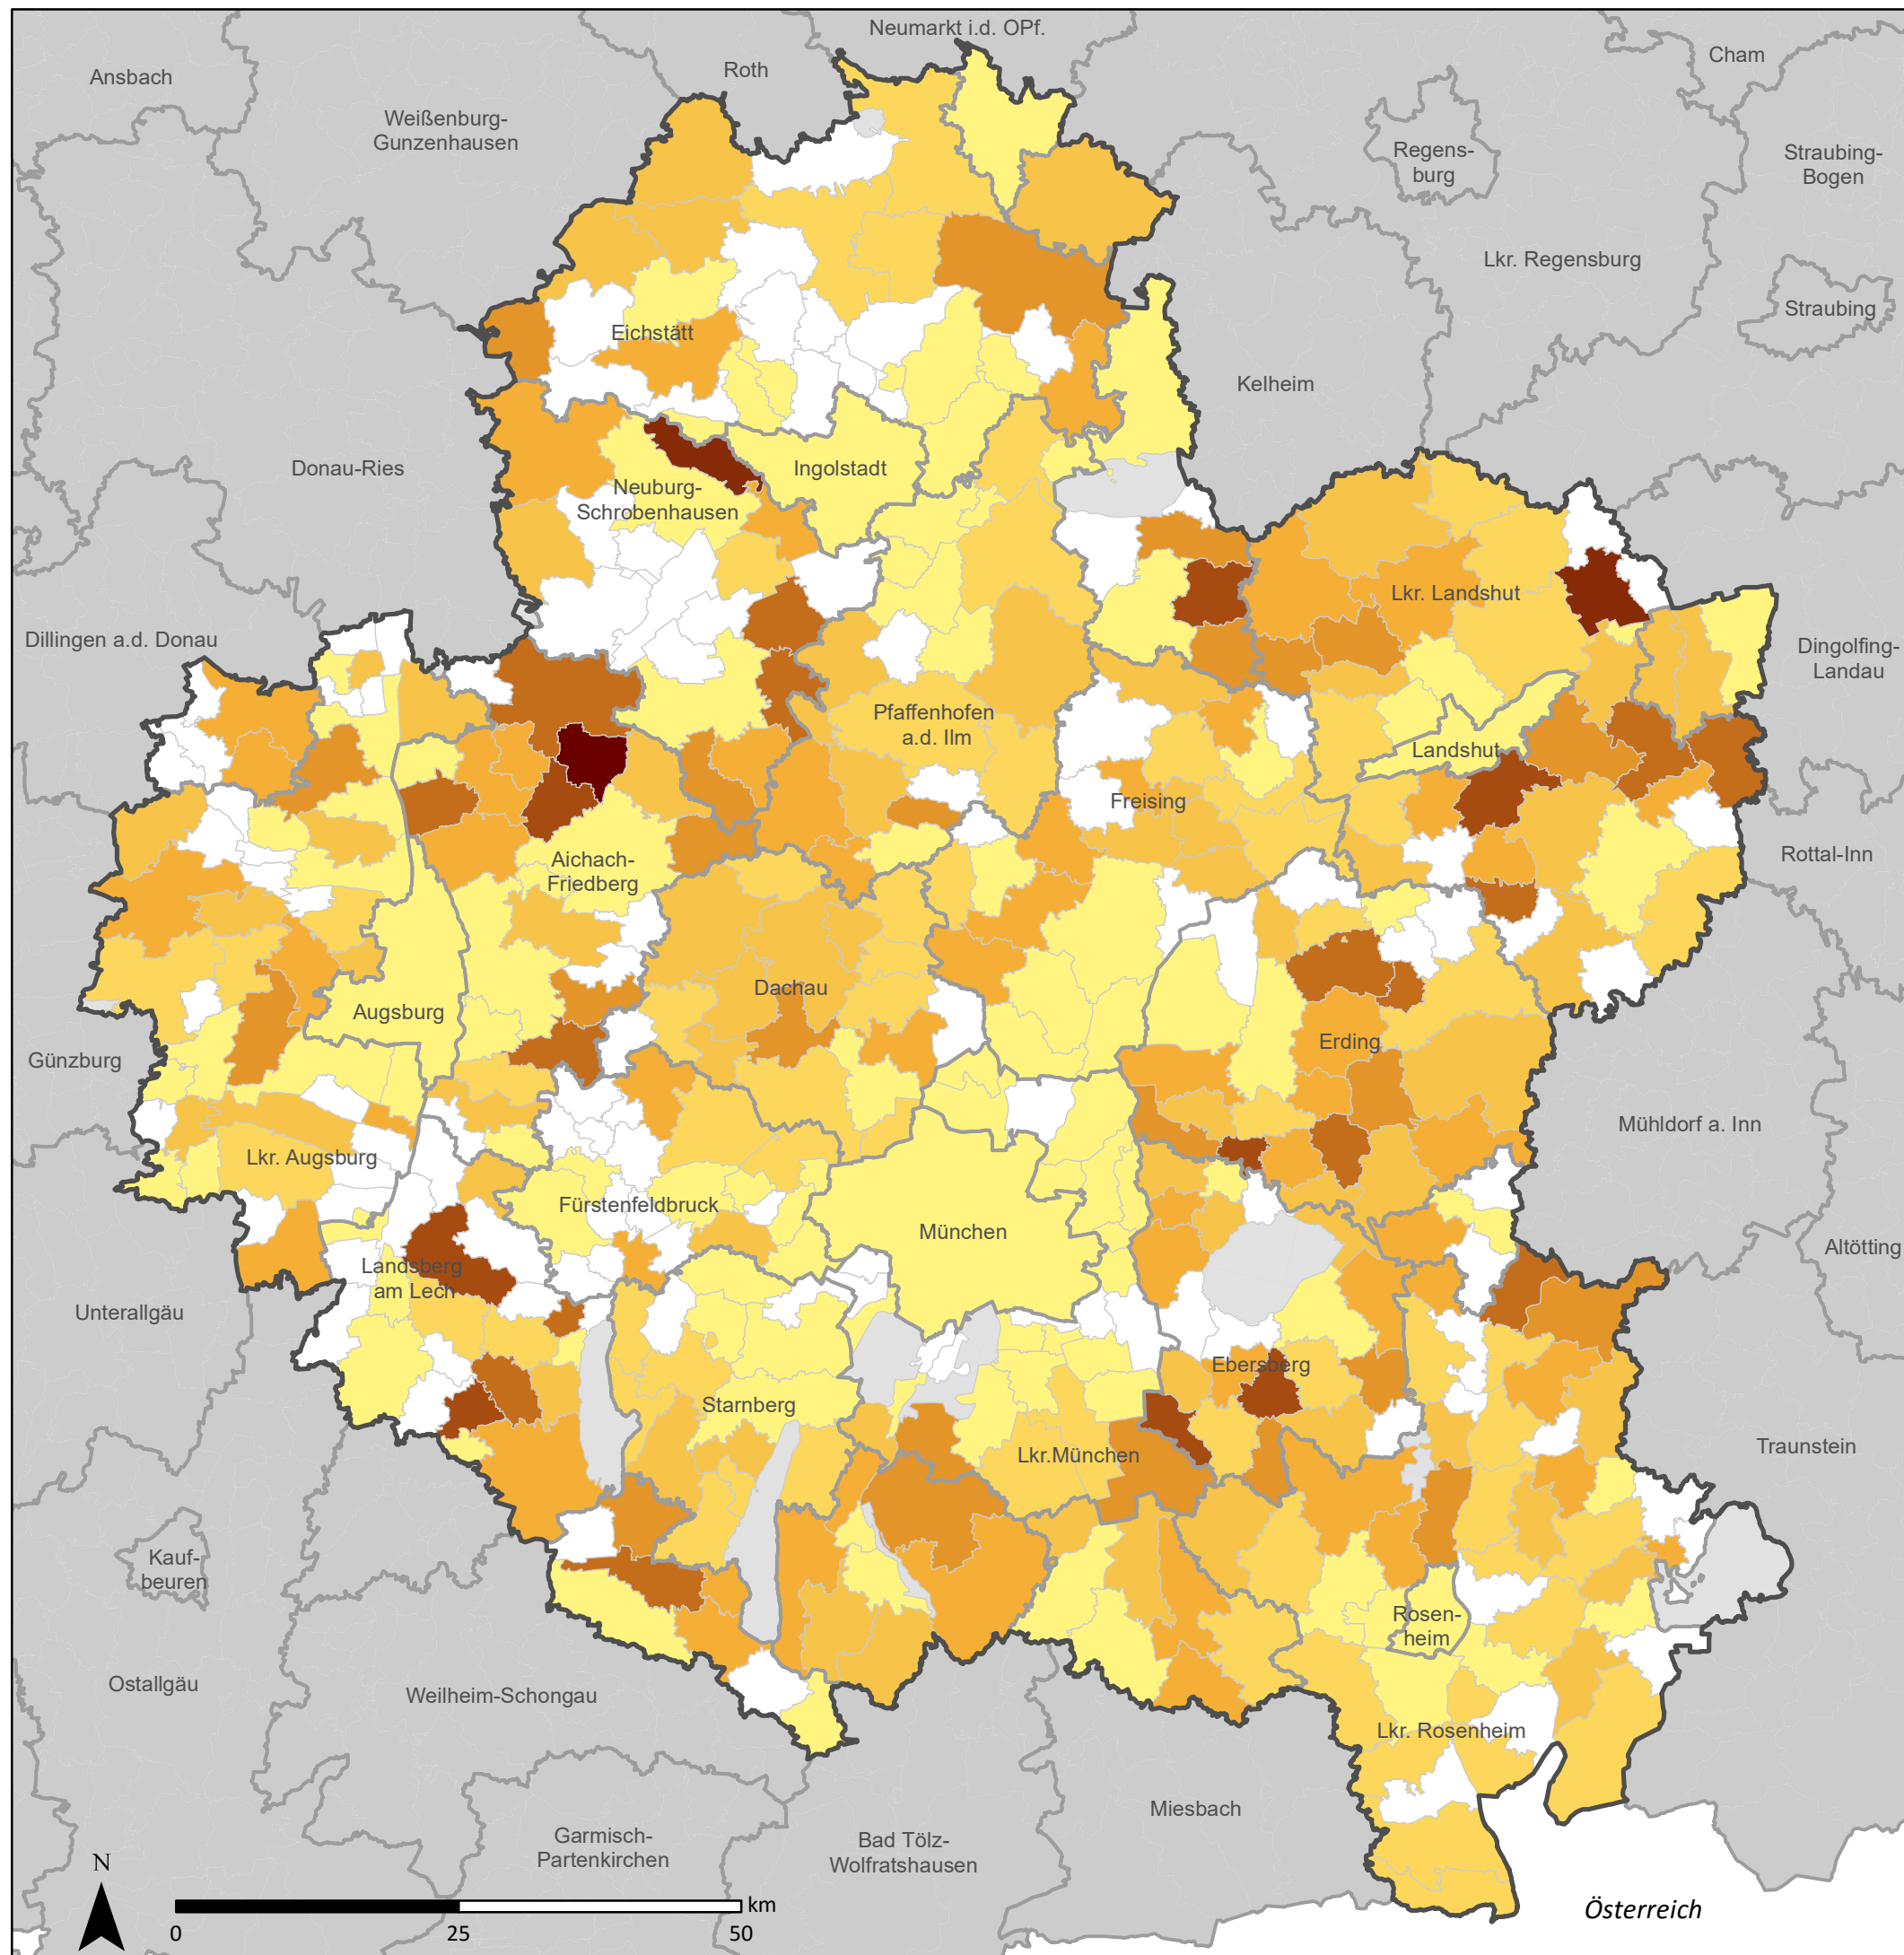 Neumarkt i.d. OPf.
Cham
Roth
Ansbach
Weißenburg-
Gunzenhausen
Regens-
burg
Straubing-
Bogen
Lkr. Regensburg
Straubing
Eichstätt
Kelheim
Donau-Ries
Ingolstadt
Neuburg-
Schrobenhausen
Lkr. Landshut
Dillingen a.d. Donau
Dingolfing-
Landau
Pfaffenhofen
a.d. Ilm
Landshut
Freising
Aichach-
Friedberg
Rottal-Inn
Dachau
Augsburg
Erding
Günzburg
Mühldorf a. Inn
Lkr. Augsburg
Fürstenfeldbruck
München
Altötting
Landsberg
am Lech
Unterallgäu
Ebersberg
Starnberg
Lkr.München
Traunstein
Kauf-
beuren
Rosen-
heim
Ostallgäu
Weilheim-Schongau
Lkr. Rosenheim
Miesbach
Garmisch-
Partenkirchen
Bad Tölz-
Wolfratshausen
N
km
0
25
50
Österreich